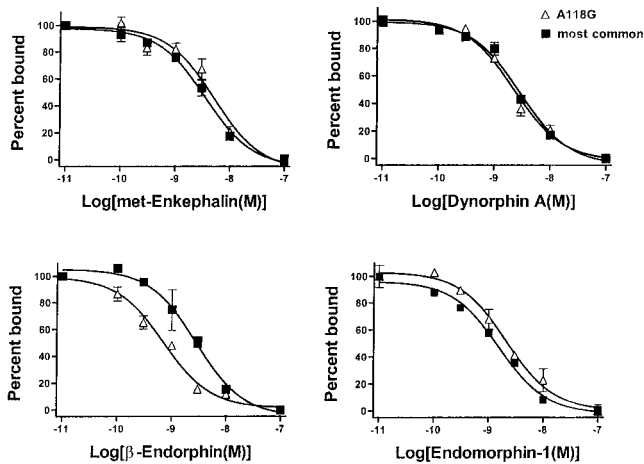 △ A118G
■ most common
Percent bound
100
80
60
40
20
0
-11 -10 -9 -8 -7
Log[met-Enkephalin(M)]
Percent bound
100
80
60
40
20
0
-11 -10 -9 -8 -7
Log[Dynorphin A(M)]
Percent bound
100
80
60
40
20
0
-11 -10 -9 -8 -7
Log[β-Endorphin(M)]
Percent bound
100
80
60
40
20
0
-11 -10 -9 -8 -7
Log[Endomorphin-1(M)]